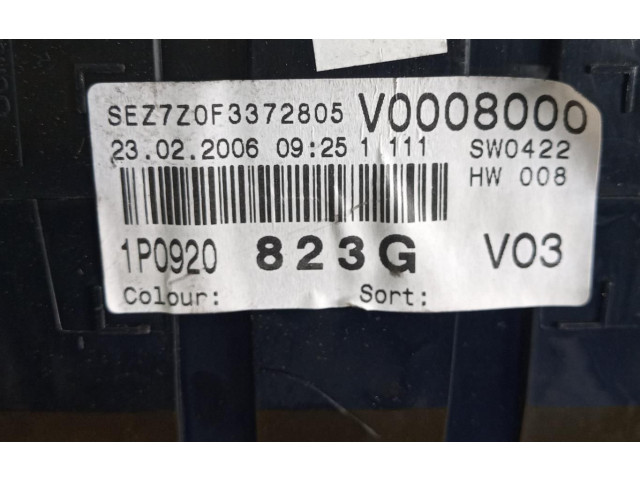 SEZ7Z0F3372805 V0008000
23.02.2006 09:25 1 111 SW0422
HW 008
1P0920 823G V03
Colour: Sort: